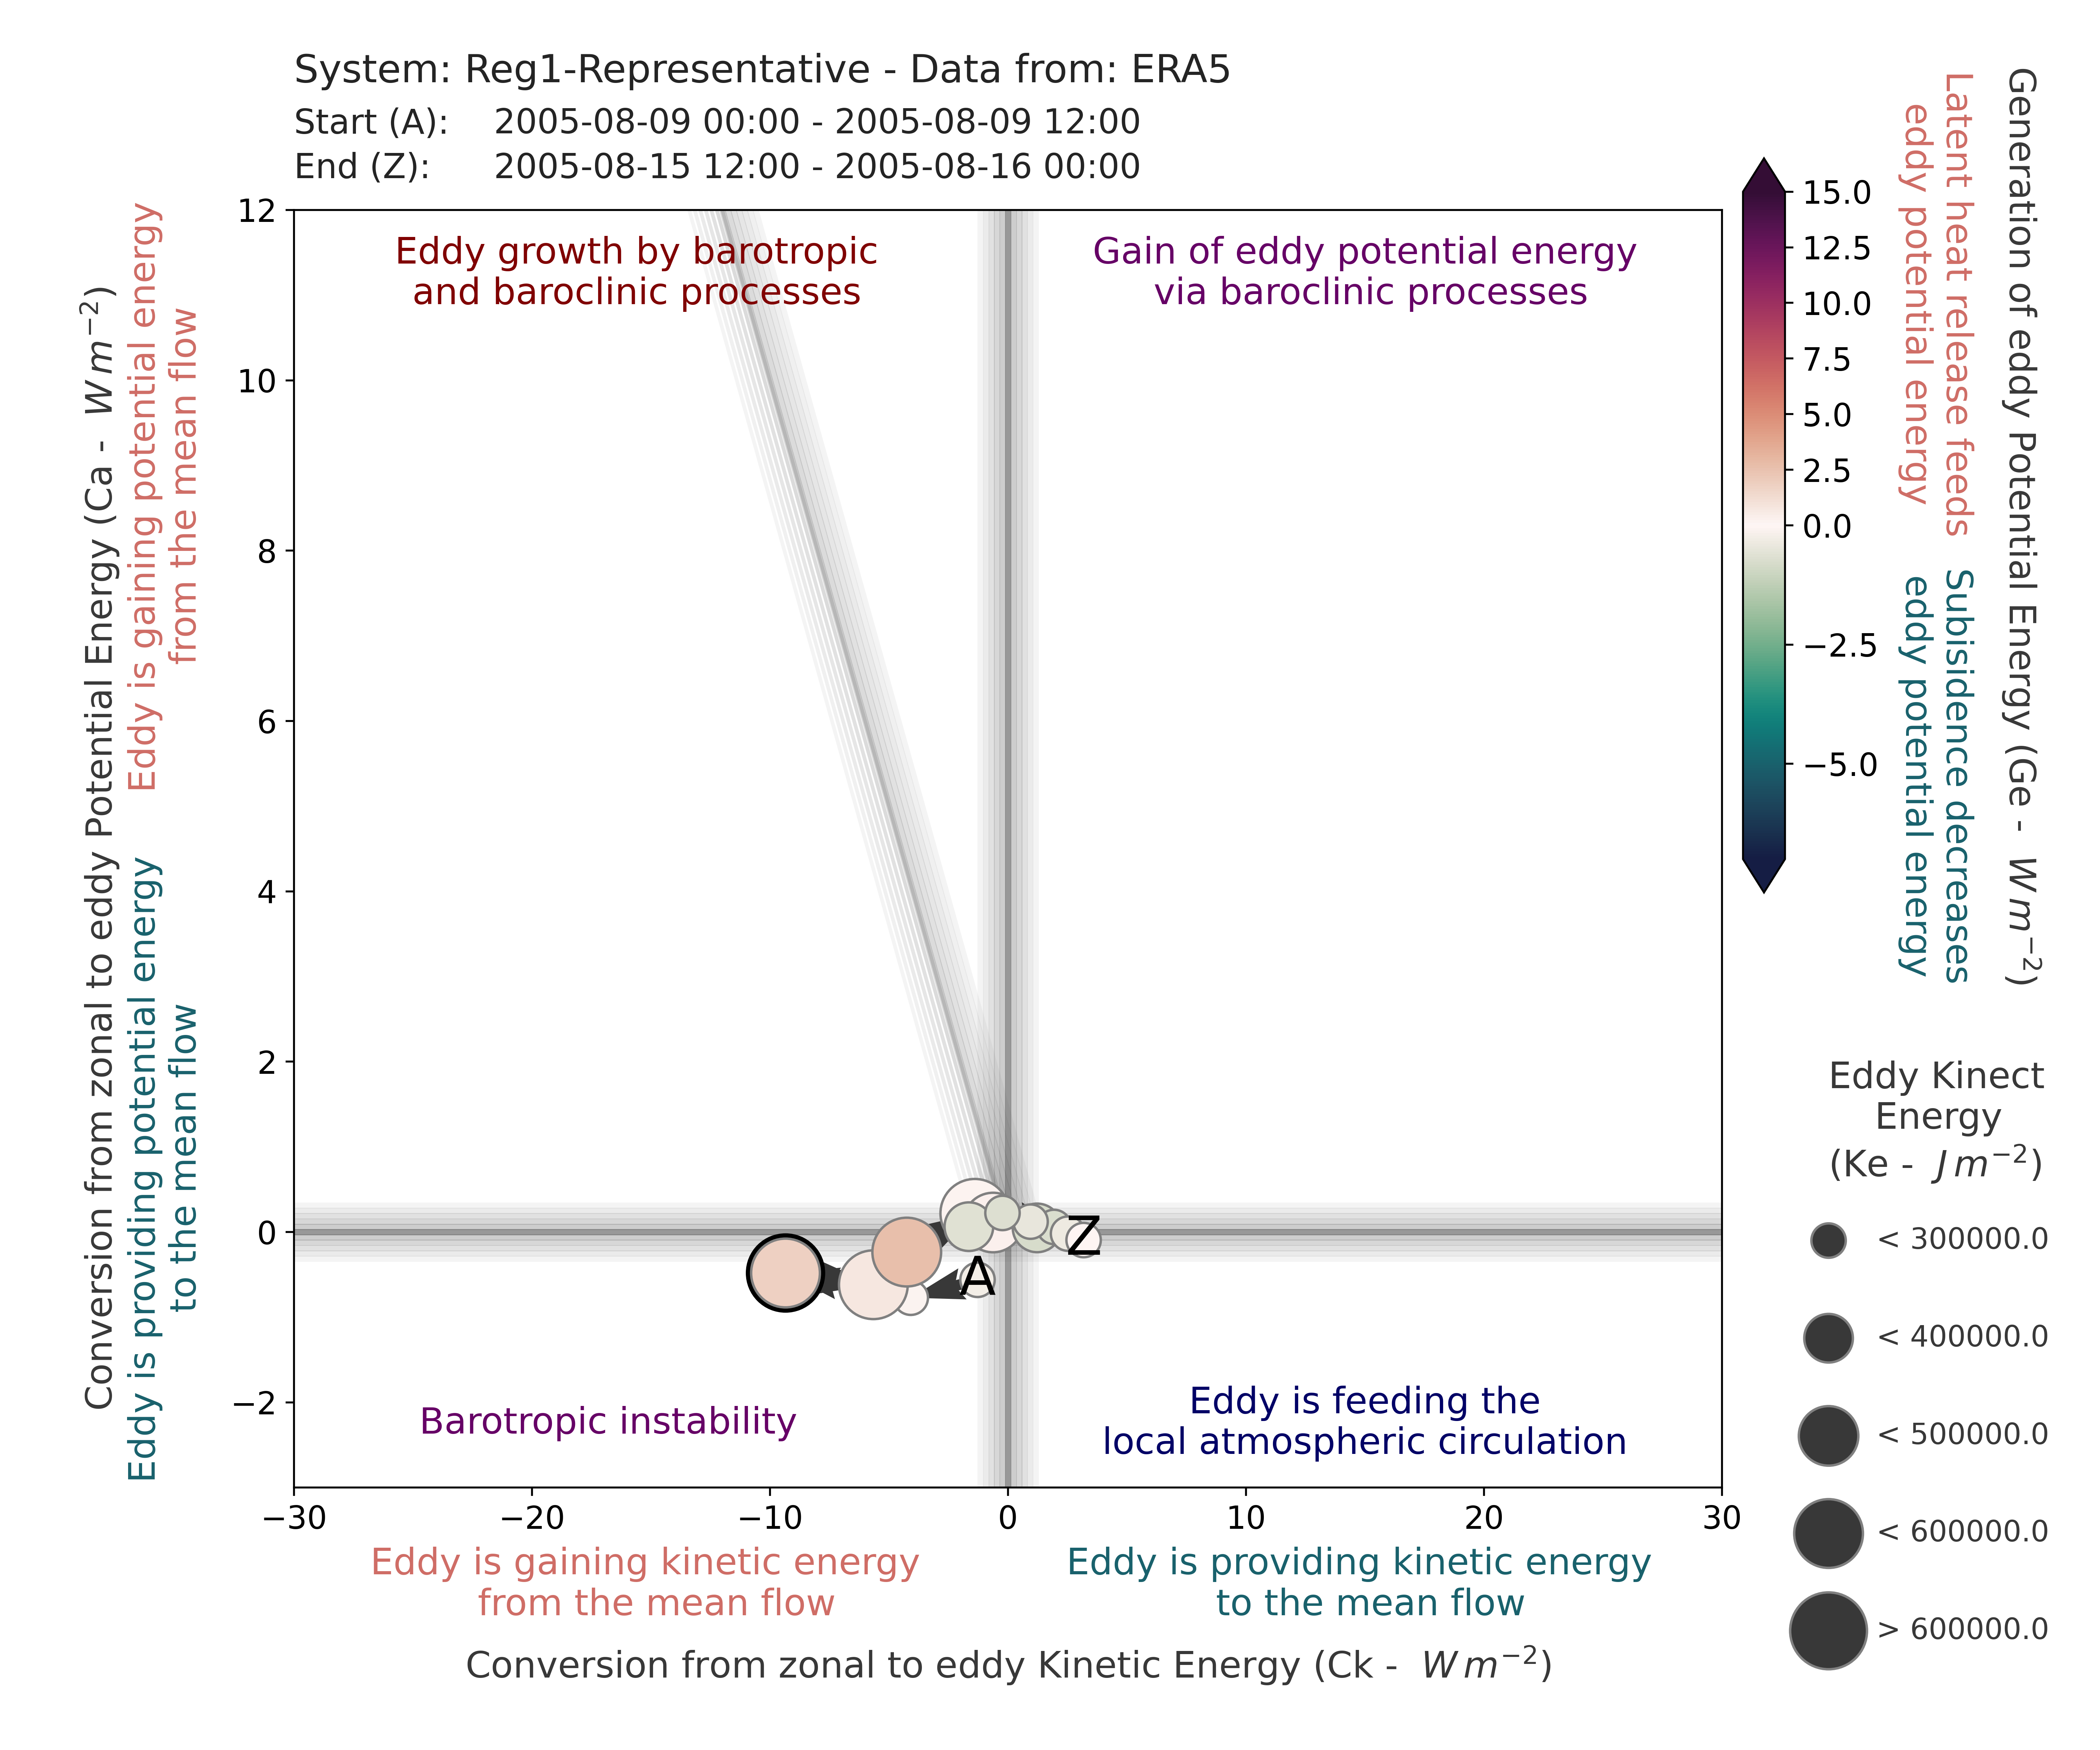 System: Reg1-Representative - Data from: ERA5
Start (A): 2005-08-09 00:00 - 2005-08-09 12:00
End (Z): 2005-08-15 12:00 - 2005-08-16 00:00
Conversion from zonal to eddy Potential Energy (Ca - W m⁻²)
Eddy is gaining potential energy
from the mean flow
Eddy is providing potential energy
to the mean flow
12
10
8
6
4
2
0
−2
Eddy growth by barotropic
and baroclinic processes
Gain of eddy potential energy
via baroclinic processes
A
Z
Barotropic instability
Eddy is feeding the
local atmospheric circulation
−30
−20
−10
0
10
20
30
Eddy is gaining kinetic energy
from the mean flow
Eddy is providing kinetic energy
to the mean flow
Conversion from zonal to eddy Kinetic Energy (Ck - W m⁻²)
15.0
12.5
10.0
7.5
5.0
2.5
0.0
−2.5
−5.0
Latent heat release feeds
eddy potential energy
Subisidence decreases
eddy potential energy
Generation of eddy Potential Energy (Ge - W m⁻²)
Eddy Kinect
Energy
(Ke - J m⁻²)
< 300000.0
< 400000.0
< 500000.0
< 600000.0
> 600000.0